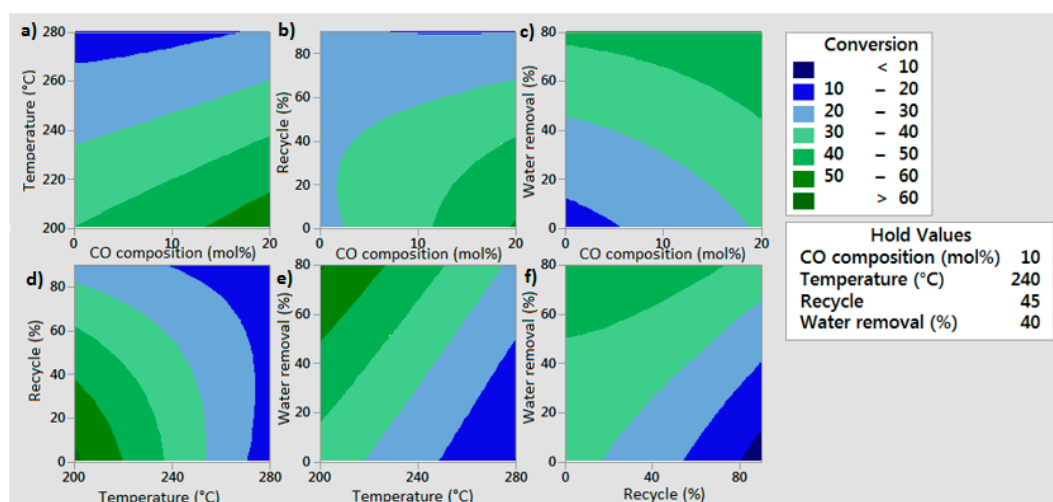 a)
280
260
240
220
200
Temperature (°C)
0
10
20
CO composition (mol%)
b)
80
60
40
20
0
Recycle (%)
0
10
20
CO composition (mol%)
c)
80
60
40
20
0
Water removal (%)
0
10
20
CO composition (mol%)
Conversion
< 10
10 – 20
20 – 30
30 – 40
40 – 50
50 – 60
> 60
d)
80
60
40
20
0
Recycle (%)
200
240
280
Temperature (°C)
e)
80
60
40
20
0
Water removal (%)
200
240
280
Temperature (°C)
f)
80
60
40
20
0
Water removal (%)
0
40
80
Recycle (%)
Hold Values
CO composition (mol%) 10
Temperature (°C) 240
Recycle 45
Water removal (%) 40